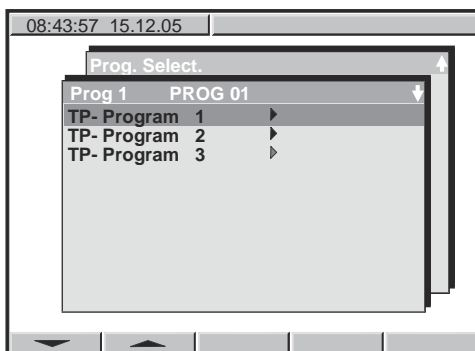 08:43:57 15.12.05
Prog. Select.
Prog 1 PROG 01
TP- Program 1
TP- Program 2
TP- Program 3